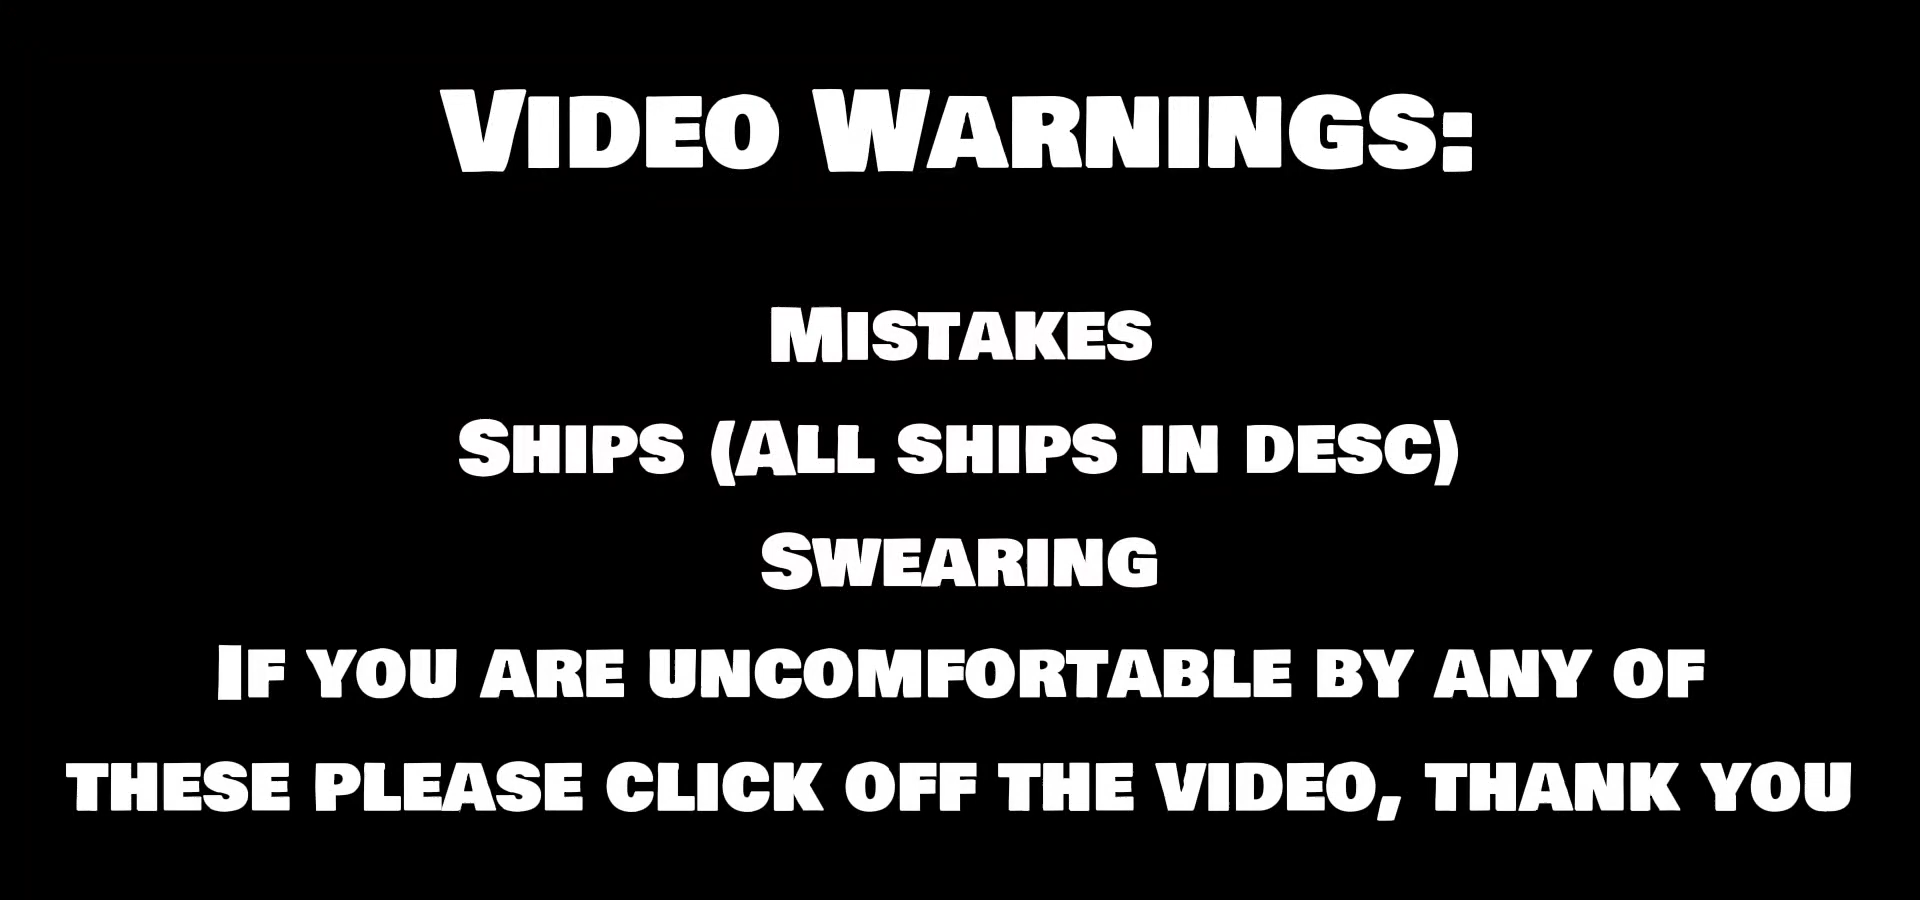 Video Warnings:
Mistakes
Ships (All ships in desc)
Swearing
If you are uncomfortable by any of
these please click off the video, thank you